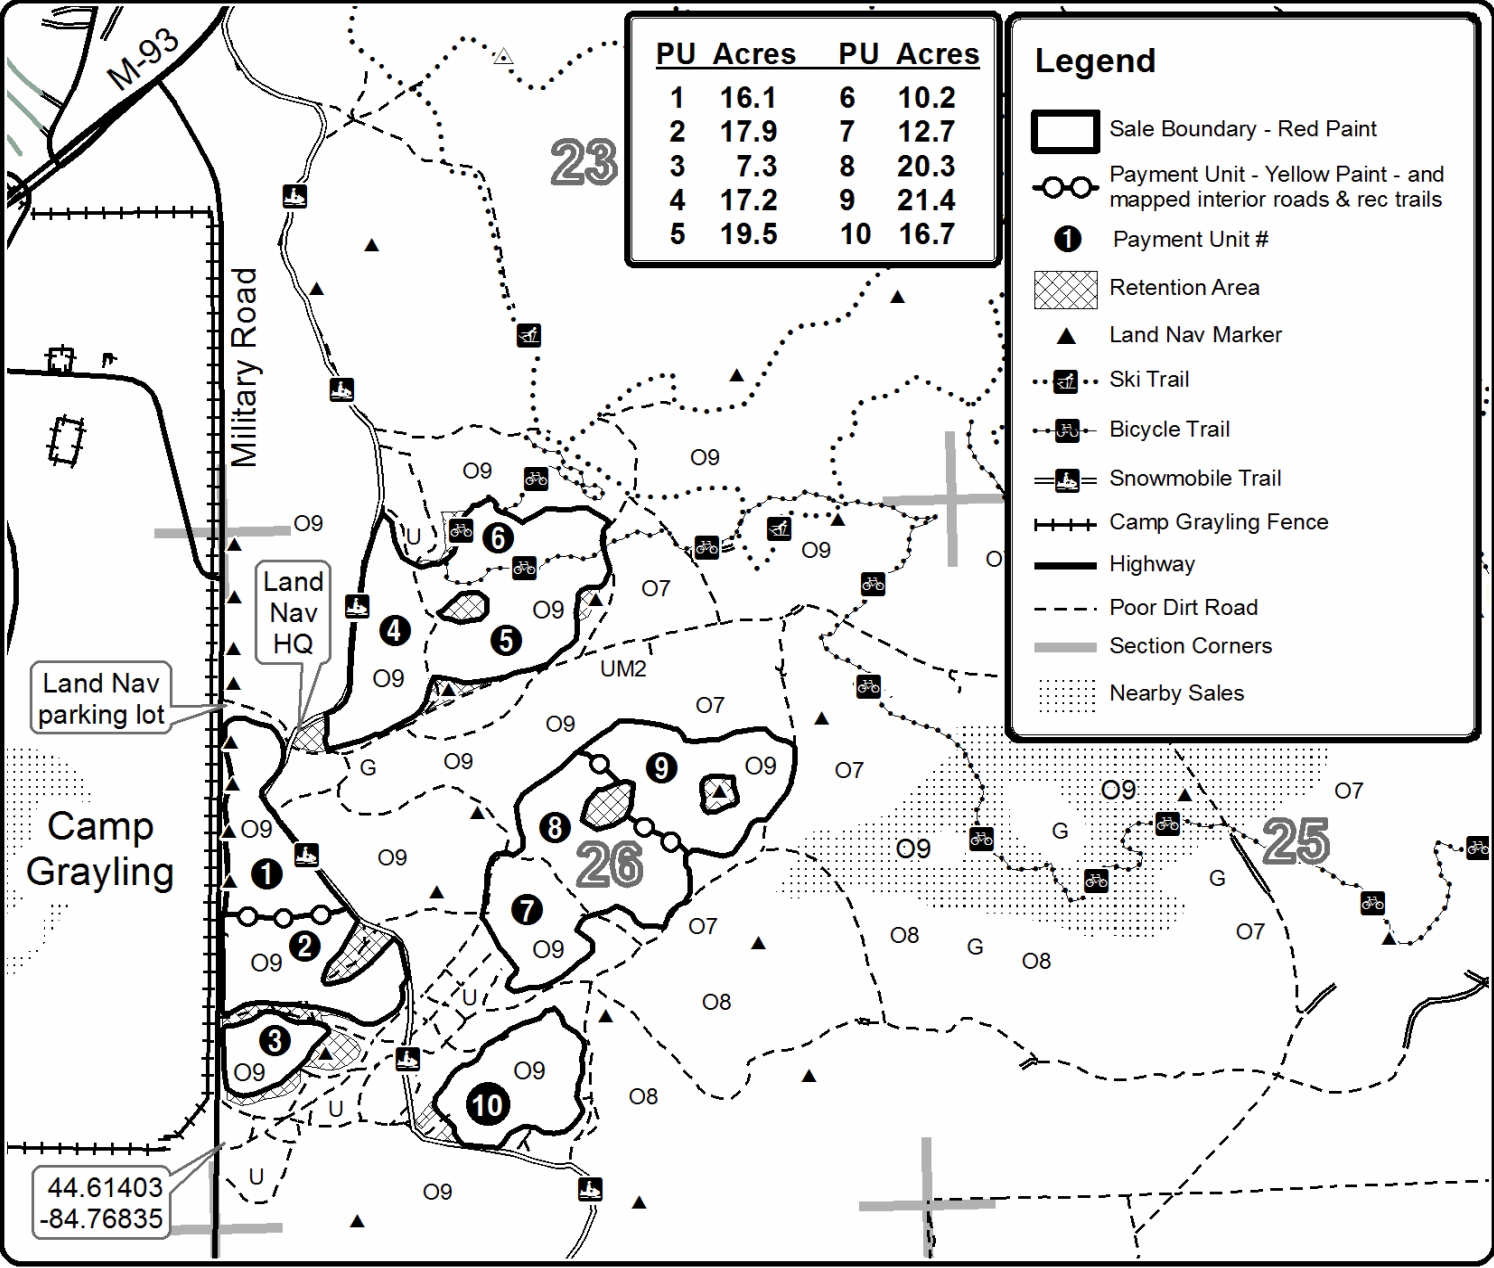 M-93
23
PU Acres PU Acres
1 16.1 6 10.2
2 17.9 7 12.7
3 7.3 8 20.3
4 17.2 9 21.4
5 19.5 10 16.7
Legend
Sale Boundary - Red Paint
Payment Unit - Yellow Paint - and
mapped interior roads & rec trails
1 Payment Unit #
Retention Area
Land Nav Marker
Ski Trail
Bicycle Trail
Snowmobile Trail
Camp Grayling Fence
Highway
Poor Dirt Road
Section Corners
Nearby Sales
Military Road
O9
O9
O9
U
6
O9
O
Land
Nav
HQ
O7
O9
4
5
UM2
O9
Land Nav
parking lot
O7
O9
G
O9
9
O9
O7
O9
O7
Camp
Grayling
O9
8
G
25
O9
O9
26
1
G
7
O7
O7
2
O9
O9
O8
G
O8
U
O8
3
O9
O9
10
O8
U
U
O9
44.61403
-84.76835